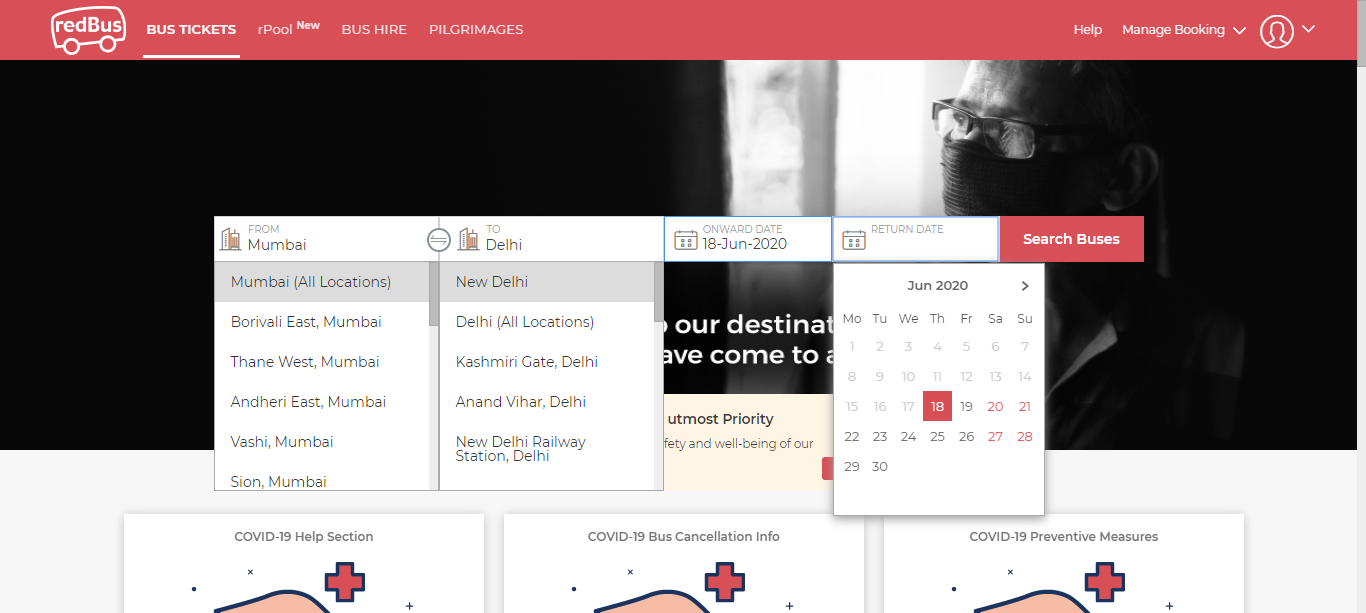 redBus
BUS TICKETS
rPool New
BUS HIRE
PILGRIMAGES
Help
Manage Booking
FROM
Mumbai
TO
Delhi
ONWARD DATE
18-Jun-2020
RETURN DATE
Search Buses
Mumbai (All Locations)
Borivali East, Mumbai
Thane West, Mumbai
Andheri East, Mumbai
Vashi, Mumbai
Sion, Mumbai
New Delhi
Delhi (All Locations)
Kashmiri Gate, Delhi
Anand Vihar, Delhi
New Delhi Railway
Station, Delhi
our destinat
ave come to a
utmost Priority
fety and well-being of our
Jun 2020 >
Mo Tu We Th Fr Sa Su
1 2 3 4 5 6 7
8 9 10 11 12 13 14
15 16 17 18 19 20 21
22 23 24 25 26 27 28
29 30
COVID-19 Help Section
COVID-19 Bus Cancellation Info
COVID-19 Preventive Measures